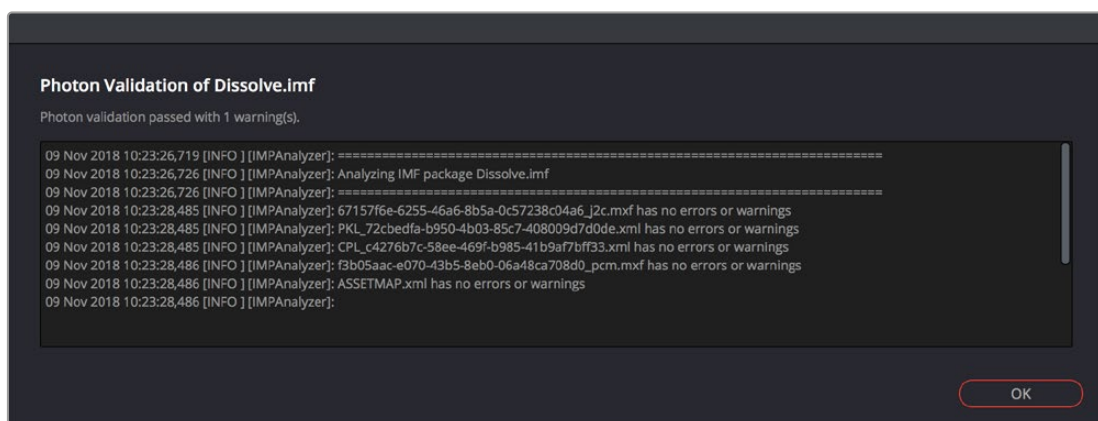 Photon Validation of Dissolve.imf
Photon validation passed with 1 warning(s).
09 Nov 2018 10:23:26,719 [INFO ] [IMPAnalyzer]: ==========================================================================
09 Nov 2018 10:23:26,726 [INFO ] [IMPAnalyzer]: Analyzing IMF package Dissolve.imf
09 Nov 2018 10:23:26,726 [INFO ] [IMPAnalyzer]: ==========================================================================
09 Nov 2018 10:23:28,485 [INFO ] [IMPAnalyzer]: 67157f6e-6255-46a6-8b5a-0c57238c04a6_j2c.mxf has no errors or warnings
09 Nov 2018 10:23:28,485 [INFO ] [IMPAnalyzer]: PKL_72cbedfa-b950-4b03-85c7-408009d7d0de.xml has no errors or warnings
09 Nov 2018 10:23:28,485 [INFO ] [IMPAnalyzer]: CPL_c4276b7c-58ee-469f-b985-41b9af7bff33.xml has no errors or warnings
09 Nov 2018 10:23:28,486 [INFO ] [IMPAnalyzer]: f3b05aac-e070-43b5-8eb0-06a48ca708d0_pcm.mxf has no errors or warnings
09 Nov 2018 10:23:28,486 [INFO ] [IMPAnalyzer]: ASSETMAP.xml has no errors or warnings
09 Nov 2018 10:23:28,486 [INFO ] [IMPAnalyzer]:
OK